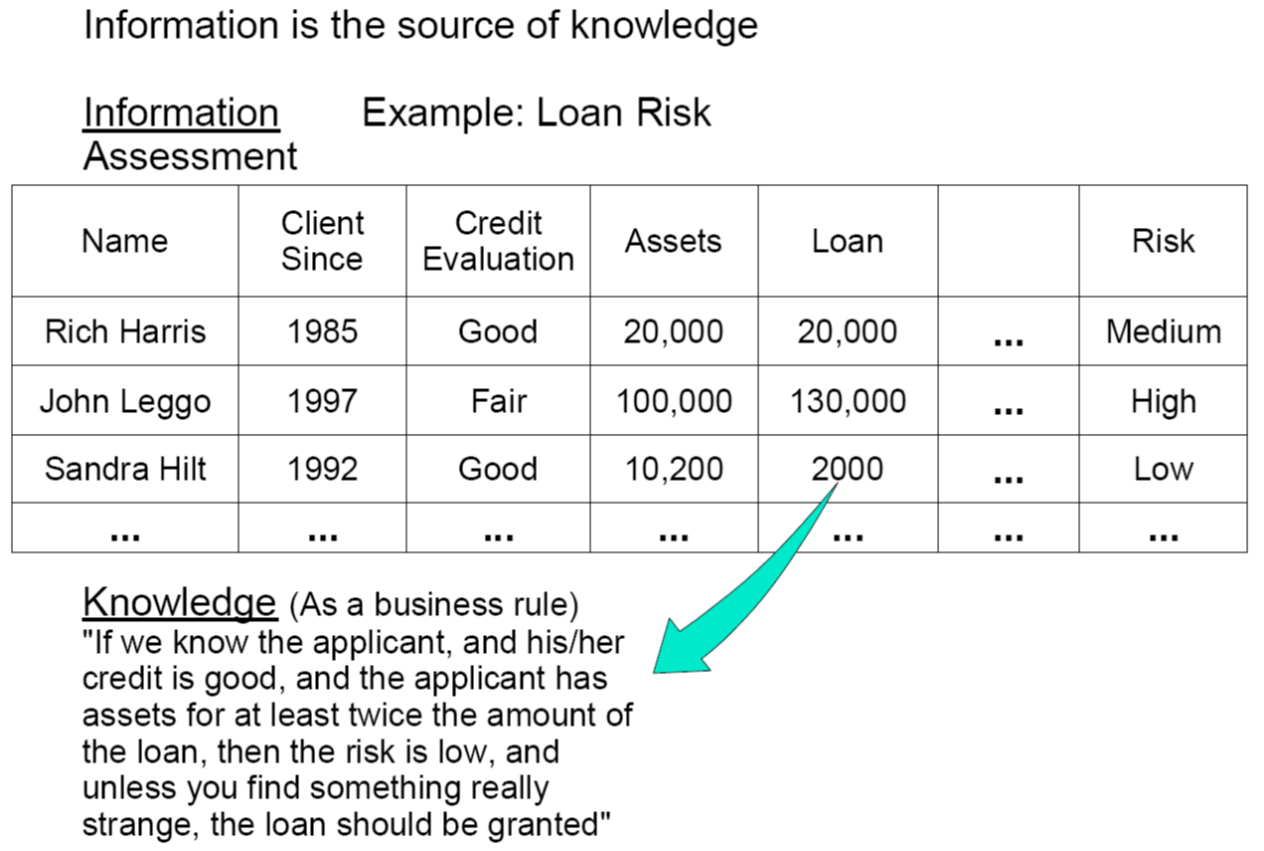 Information is the source of knowledge
Information Example: Loan Risk
Assessment
Name Client Since Credit Evaluation Assets Loan Risk
Rich Harris 1985 Good 20,000 20,000 ... Medium
John Leggo 1997 Fair 100,000 130,000 ... High
Sandra Hilt 1992 Good 10,200 2000 ... Low
... ... ... ... ... ... ...
Knowledge (As a business rule)
"If we know the applicant, and his/her
credit is good, and the applicant has
assets for at least twice the amount of
the loan, then the risk is low, and
unless you find something really
strange, the loan should be granted"